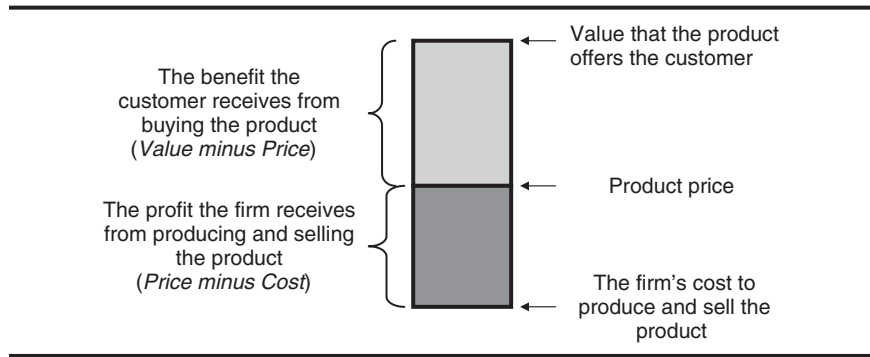 Value that the product
offers the customer
The benefit the
customer receives from
buying the product
(Value minus Price)
Product price
The profit the firm receives
from producing and selling
the product
(Price minus Cost)
The firm’s cost to
produce and sell the
product